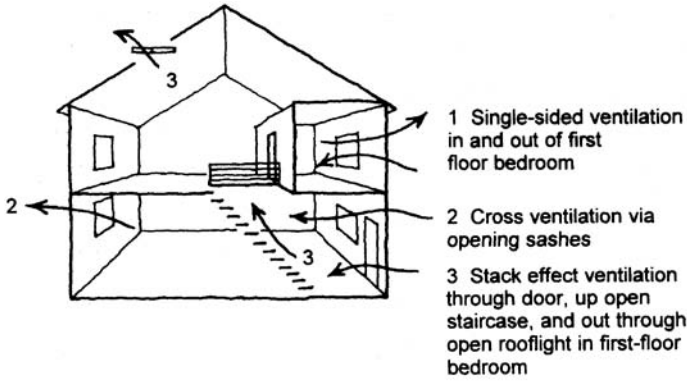 3
1 Single-sided ventilation
in and out of first
floor bedroom
2
2 Cross ventilation via
opening sashes
3
3 Stack effect ventilation
through door, up open
staircase, and out through
open rooflight in first-floor
bedroom